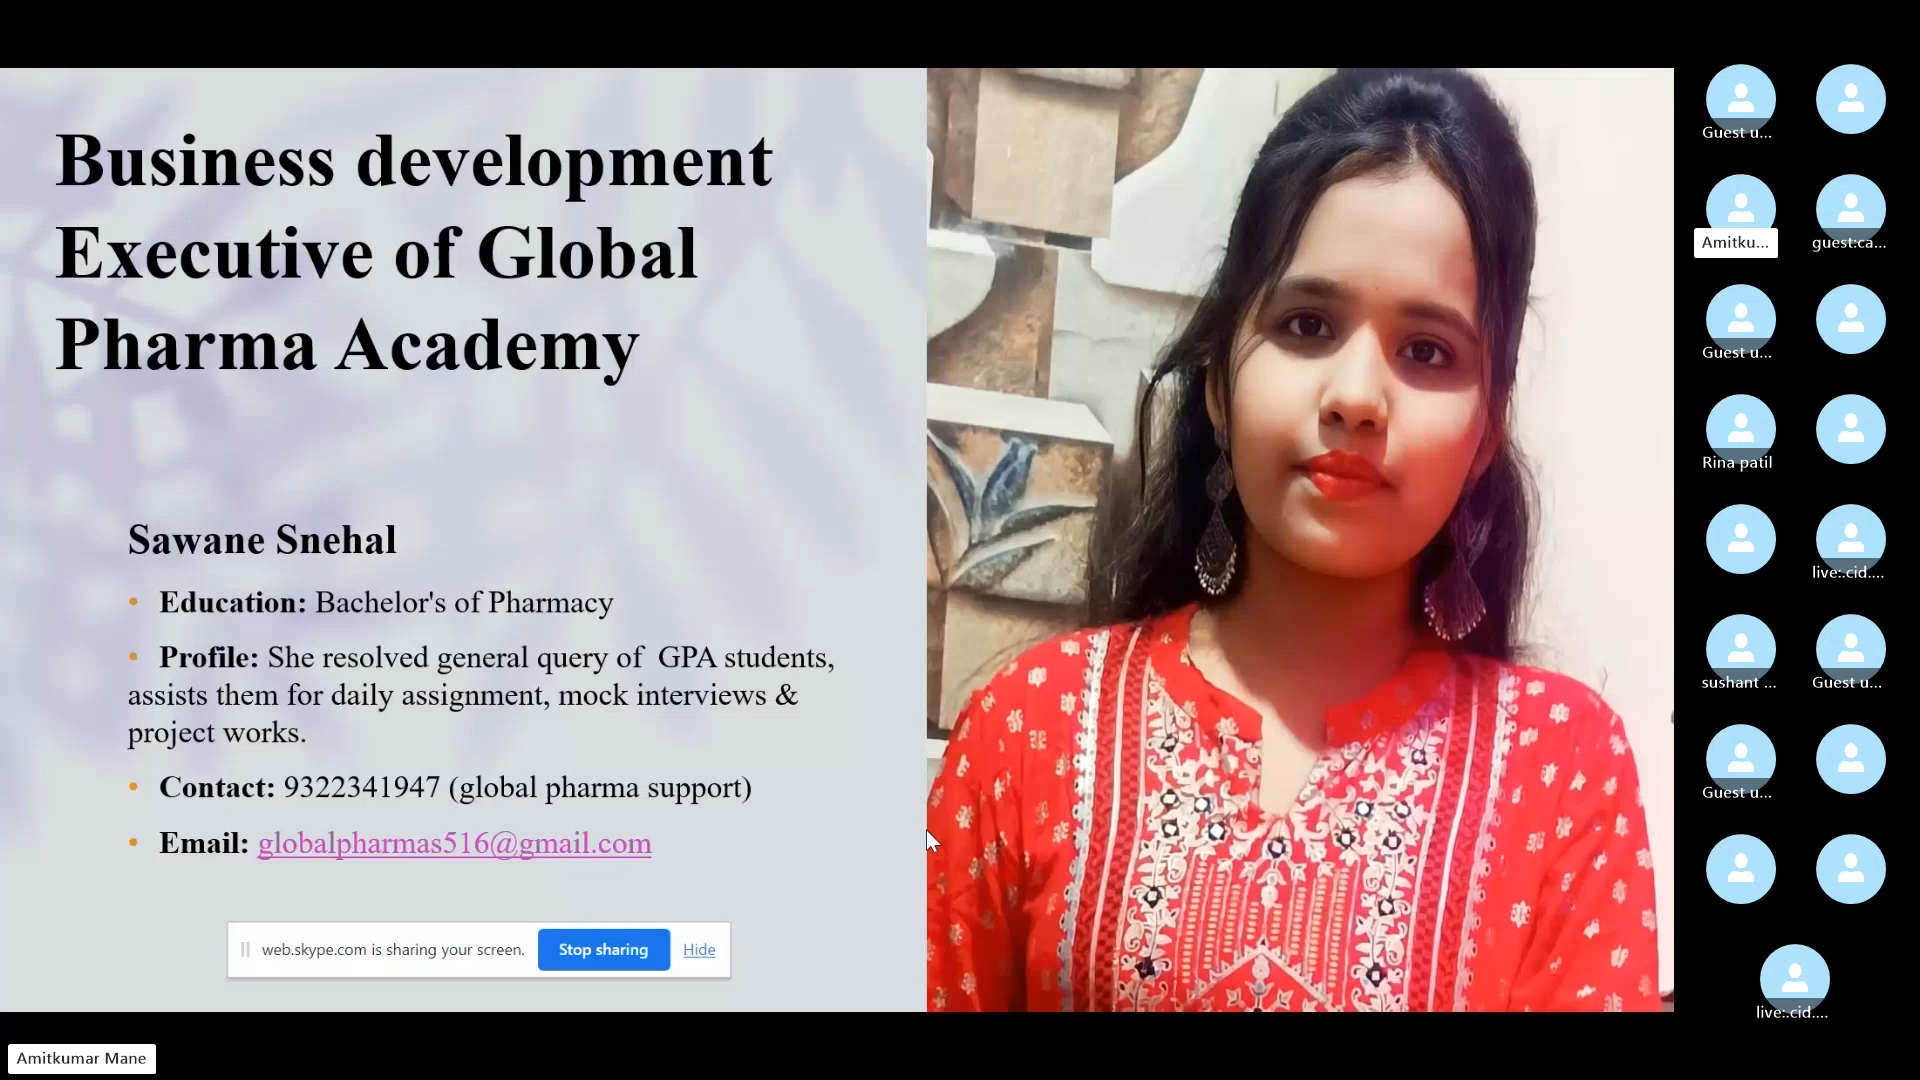 Business development
Executive of Global
Pharma Academy
Sawane Snehal
• Education: Bachelor's of Pharmacy
• Profile: She resolved general query of GPA students,
assists them for daily assignment, mock interviews &
project works.
• Contact: 9322341947 (global pharma support)
• Email: globalpharmas516@gmail.com
web.skype.com is sharing your screen. Stop sharing Hide
Guest u...
Amitku... guest:ca...
Guest u...
Rina patil
live:.cid....
sushant ... Guest u...
Guest u...
live:.cid....
Amitkumar Mane